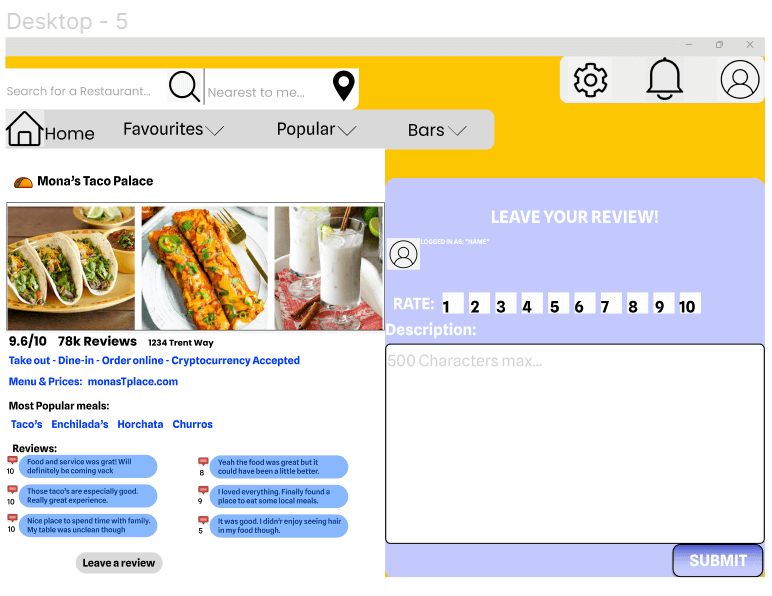 Desktop - 5
Search for a Restaurant...
Nearest to me...
Home
Favourites
Popular
Bars
Mona's Taco Palace
9.6/10 78k Reviews 1234 Trent Way
Take out - Dine-in - Order online - Cryptocurrency Accepted
Menu & Prices: monasTplace.com
Most Popular meals:
Taco's Enchilada's Horchata Churros
Reviews:
10
Food and service was grat! Will
definitely be coming vack
8
Yeah the food was great but it
could have been a little better.
10
Those taco's are especially good.
Really great experience.
9
I loved everything. Finally found a
place to eat some local meals.
10
Nice place to spend time with family.
My table was unclean though
5
It was good. I didn't enjoy seeing hair
in my food though.
Leave a review
LEAVE YOUR REVIEW!
LOGGED IN AS: "NAME"
RATE: 1 2 3 4 5 6 7 8 9 10
Description:
500 Characters max...
SUBMIT